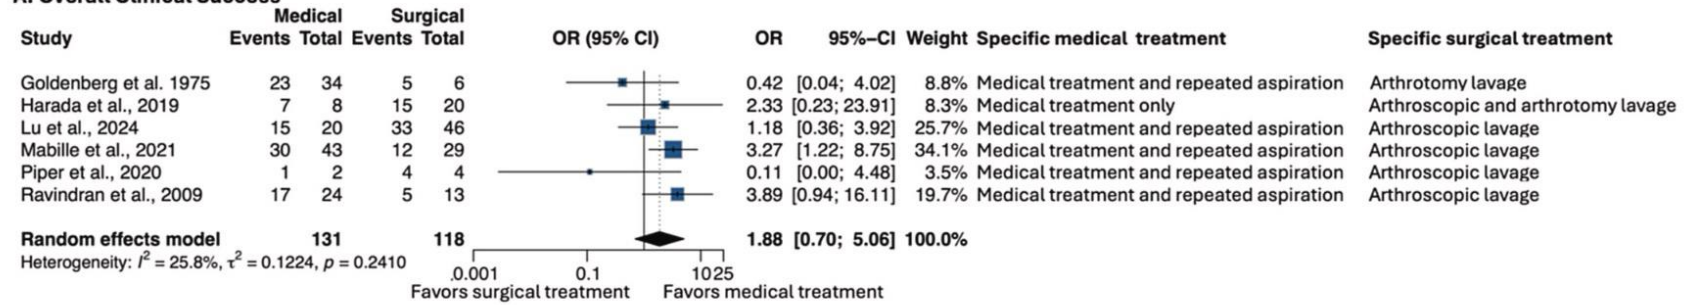 A. Overall Clinical Success
Medical Surgical
Study Events Total Events Total OR (95% CI) OR 95%–CI Weight Specific medical treatment Specific surgical treatment
Goldenberg et al. 1975 23 34 5 6 0.42 [0.04; 4.02] 8.8% Medical treatment and repeated aspiration Arthrotomy lavage
Harada et al., 2019 7 8 15 20 2.33 [0.23; 23.91] 8.3% Medical treatment only Arthroscopic and arthrotomy lavage
Lu et al., 2024 15 20 33 46 1.18 [0.36; 3.92] 25.7% Medical treatment and repeated aspiration Arthroscopic lavage
Mabille et al., 2021 30 43 12 29 3.27 [1.22; 8.75] 34.1% Medical treatment and repeated aspiration Arthroscopic lavage
Piper et al., 2020 1 2 4 4 0.11 [0.00; 4.48] 3.5% Medical treatment and repeated aspiration Arthroscopic lavage
Ravindran et al., 2009 17 24 5 13 3.89 [0.94; 16.11] 19.7% Medical treatment and repeated aspiration Arthroscopic lavage
Random effects model 131 118 1.88 [0.70; 5.06] 100.0%
Heterogeneity: I² = 25.8%, τ² = 0.1224, p = 0.2410
0.001 0.1 10 25
Favors surgical treatment Favors medical treatment